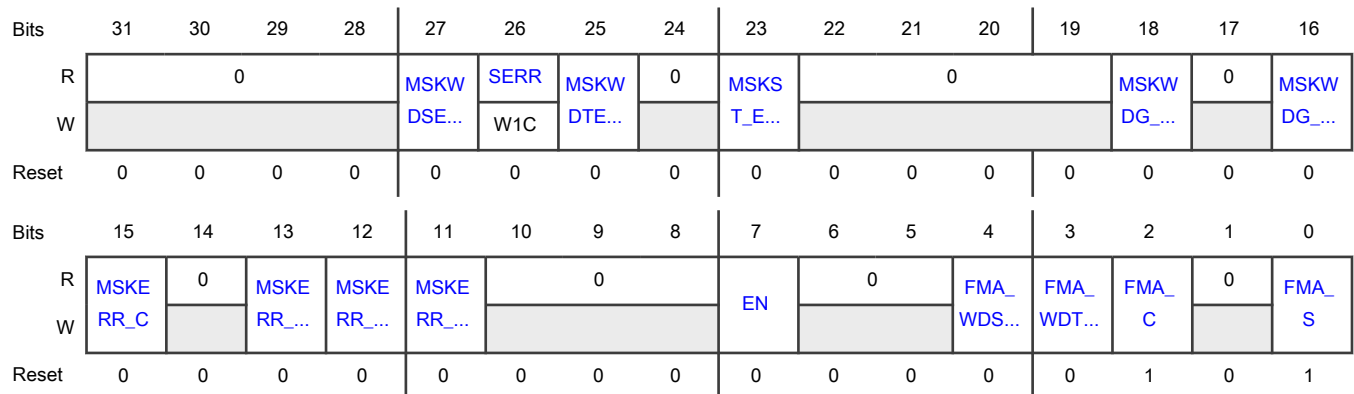 Bits 31 30 29 28 27 26 25 24 23 22 21 20 19 18 17 16
R 0 MSKW DSE... SERR MSKW DTE... 0 MSKS T_E... 0 MSKW DG_... 0 MSKW DG_...
W W1C
Reset 0 0 0 0 0 0 0 0 0 0 0 0 0 0 0 0
Bits 15 14 13 12 11 10 9 8 7 6 5 4 3 2 1 0
R MSKE RR_C 0 MSKE RR_... MSKE RR_... MSKE RR_... 0 EN 0 FMA_ WDS... FMA_ WDT... FMA_ C 0 FMA_ S
W
Reset 0 0 0 0 0 0 0 0 0 0 0 0 0 1 0 1